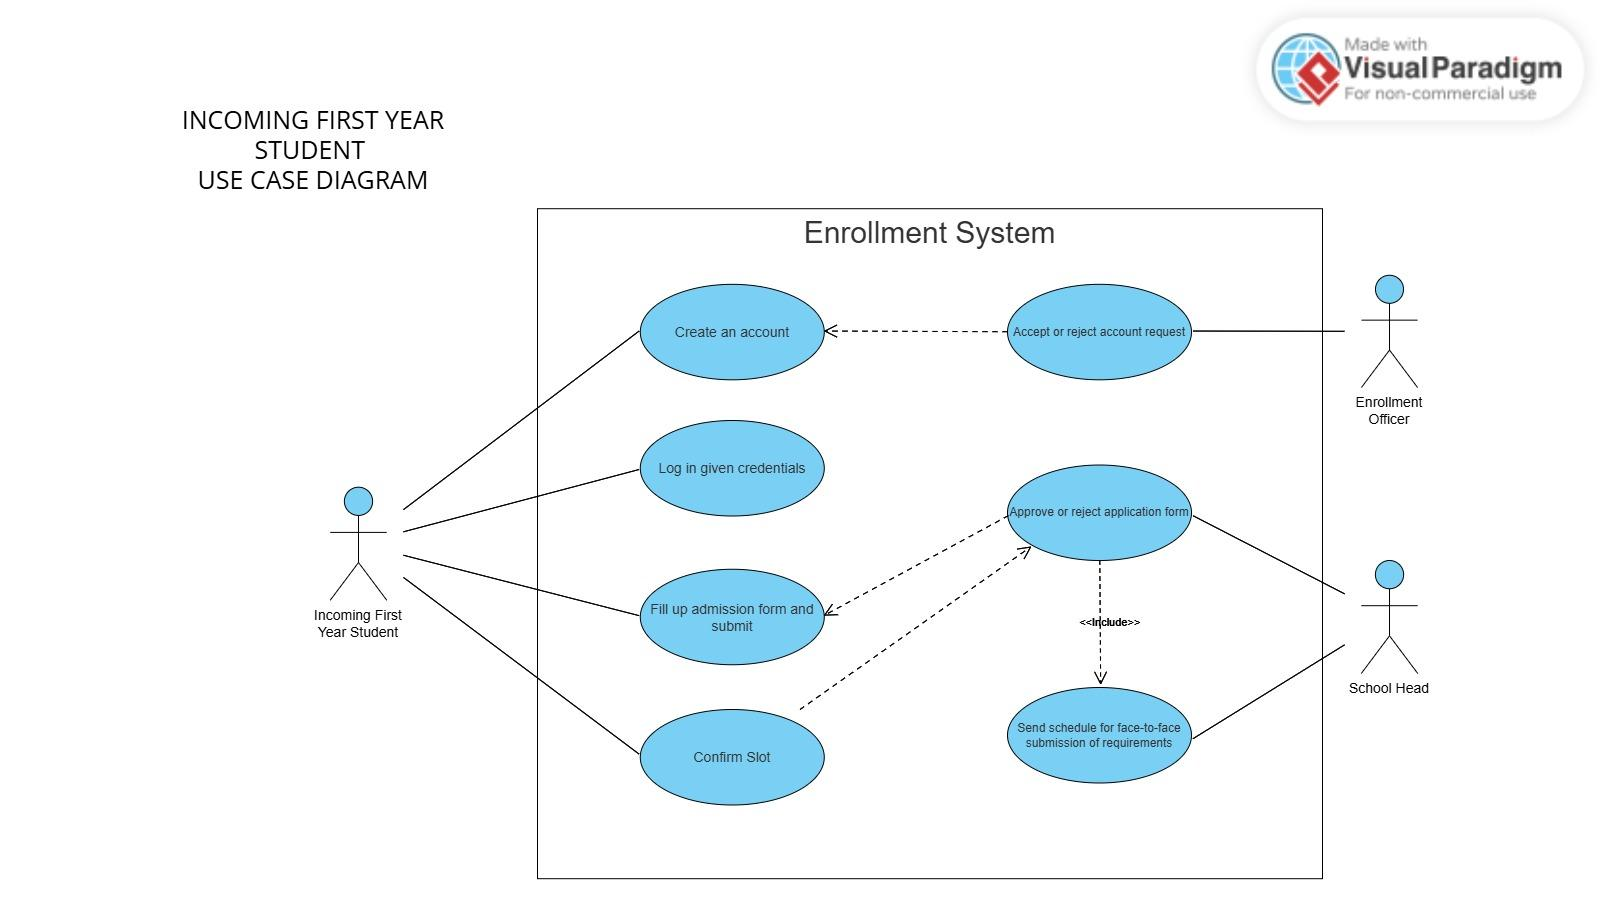 Made with
Visual Paradigm
For non-commercial use
INCOMING FIRST YEAR
STUDENT
USE CASE DIAGRAM
Enrollment System
Create an account
Accept or reject account request
Enrollment
Officer
Log in given credentials
Approve or reject application form
Incoming First
Year Student
Fill up admission form and
submit
<<Include>>
School Head
Send schedule for face-to-face
submission of requirements
Confirm Slot